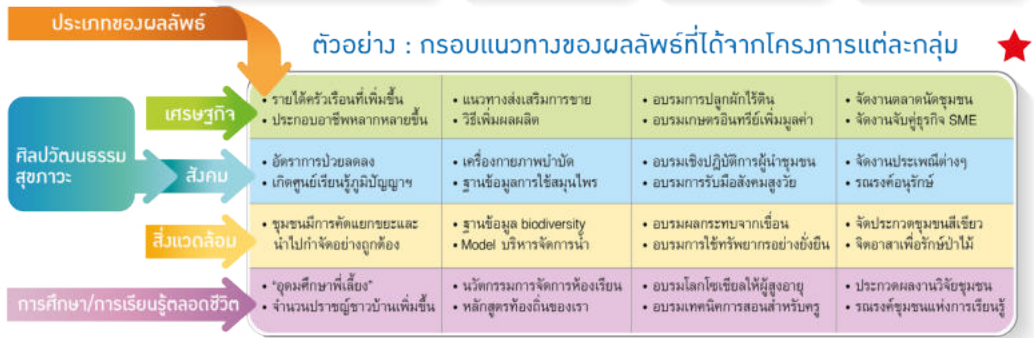 ประเภทของผลลัพธ์
ตัวอย่าง : กรอบแนวทางของผลลัพธ์ที่ได้จากโครงการแต่ละกลุ่ม
ศิลปวัฒนธรรม
สุขภาวะ
เศรษฐกิจ
• รายได้ครัวเรือนที่เพิ่มขึ้น
• ประกอบอาชีพหลากหลายขึ้น
• แนวทางส่งเสริมการขาย
• วิธีเพิ่มผลผลิต
• อบรมการปลูกผักไร้ดิน
• อบรมเกษตรอินทรีย์เพิ่มมูลค่า
• จัดงานตลาดนัดชุมชน
• จัดงานจับคู่ธุรกิจ SME
สังคม
• อัตราการป่วยลดลง
• เกิดศูนย์เรียนรู้ภูมิปัญญาฯ
• เครื่องกายภาพบำบัด
• ฐานข้อมูลการใช้สมุนไพร
• อบรมเชิงปฏิบัติการผู้นำชุมชน
• อบรมการรับมือสังคมสูงวัย
• จัดงานประเพณีต่างๆ
• รณรงค์อนุรักษ์
สิ่งแวดล้อม
• ชุมชนมีการคัดแยกขยะและ
นำไปกำจัดอย่างถูกต้อง
• ฐานข้อมูล biodiversity
• Model บริหารจัดการน้ำ
• อบรมผลกระทบจากเขื่อน
• อบรมการใช้ทรัพยากรอย่างยั่งยืน
• จัดประกวดชุมชนสีเขียว
• จิตอาสาเพื่อรักษ์ป่าไม้
การศึกษา/การเรียนรู้ตลอดชีวิต
• "อุดมศึกษาพี่เลี้ยง"
• จำนวนปราชญ์ชาวบ้านเพิ่มขึ้น
• นวัตกรรมการจัดการห้องเรียน
• หลักสูตรท้องถิ่นของเรา
• อบรมโลกโซเชียลให้ผู้สูงอายุ
• อบรมเทคนิคการสอนสำหรับครู
• ประกวดผลงานวิจัยชุมชน
• รณรงค์ชุมชนแห่งการเรียนรู้